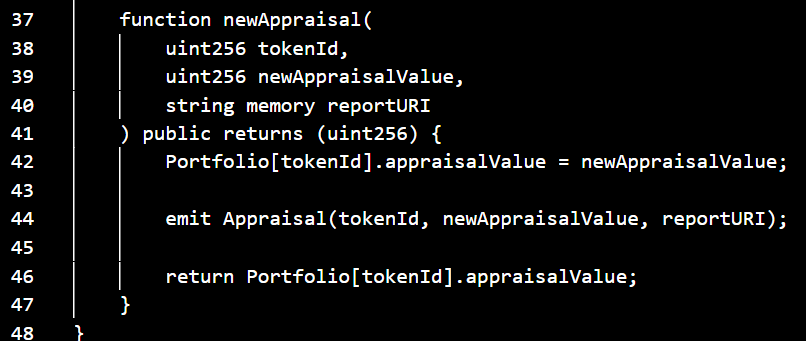 37 function newAppraisal(
38 uint256 tokenId,
39 uint256 newAppraisalValue,
40 string memory reportURI
41 ) public returns (uint256) {
42 Portfolio[tokenId].appraisalValue = newAppraisalValue;
43
44 emit Appraisal(tokenId, newAppraisalValue, reportURI);
45
46 return Portfolio[tokenId].appraisalValue;
47 }
48 }